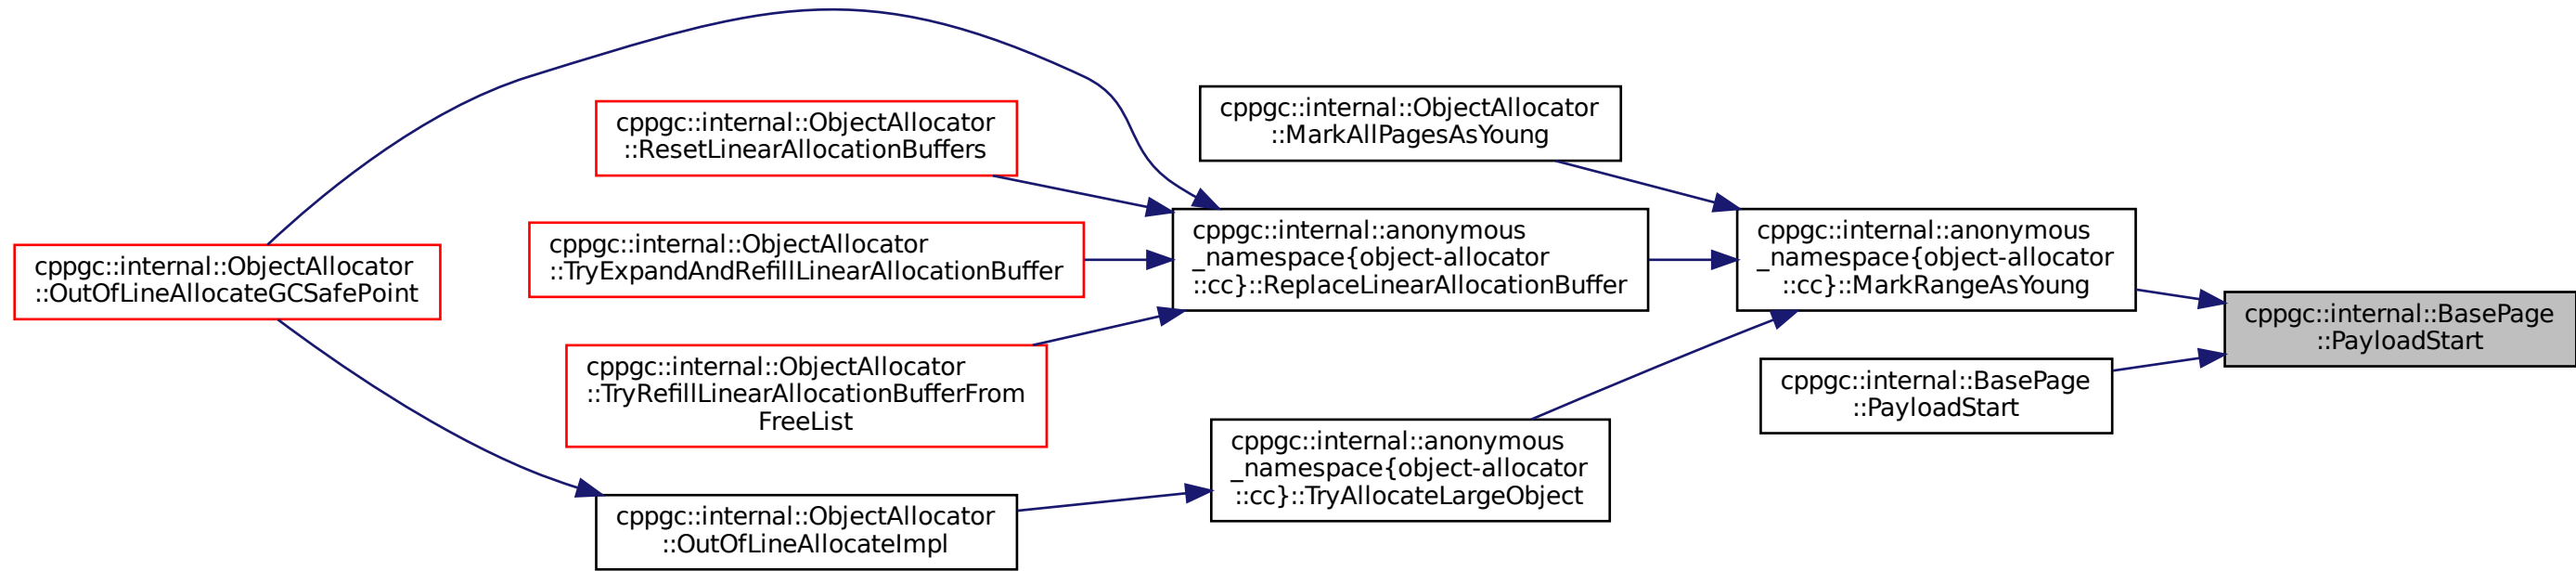 cppgc::internal::ObjectAllocator
::OutOfLineAllocateGCSafePoint
cppgc::internal::ObjectAllocator
::ResetLinearAllocationBuffers
cppgc::internal::ObjectAllocator
::TryExpandAndRefillLinearAllocationBuffer
cppgc::internal::ObjectAllocator
::TryRefillLinearAllocationBufferFrom
FreeList
cppgc::internal::ObjectAllocator
::OutOfLineAllocateImpl
cppgc::internal::ObjectAllocator
::MarkAllPagesAsYoung
cppgc::internal::anonymous
_namespace{object-allocator
::cc}::ReplaceLinearAllocationBuffer
cppgc::internal::anonymous
_namespace{object-allocator
::cc}::TryAllocateLargeObject
cppgc::internal::anonymous
_namespace{object-allocator
::cc}::MarkRangeAsYoung
cppgc::internal::BasePage
::PayloadStart
cppgc::internal::BasePage
::PayloadStart